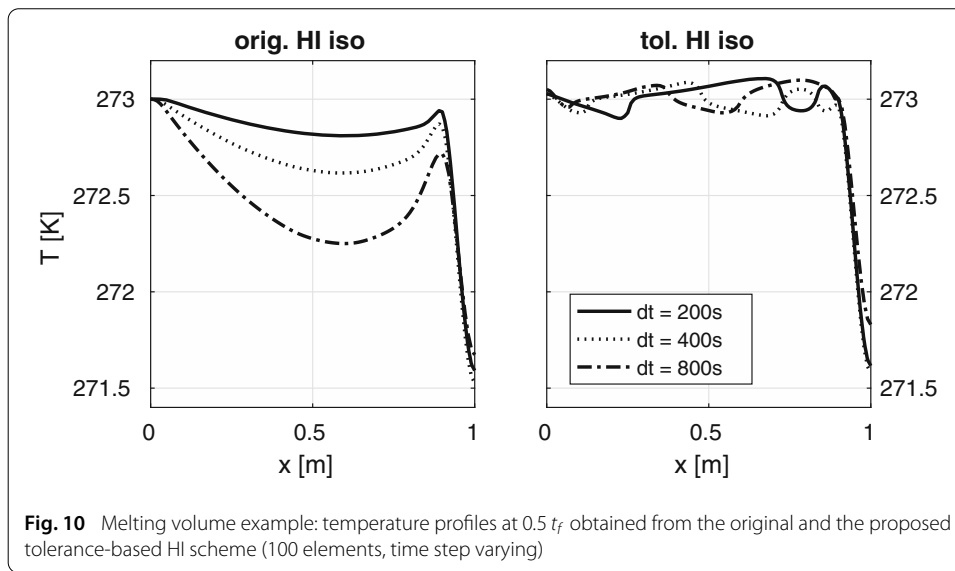 orig. HI iso
tol. HI iso
273
272.5
272
271.5
T [K]
0
0.5
1
x [m]
273
272.5
272
271.5
0
0.5
1
x [m]
dt = 200s
dt = 400s
dt = 800s
Fig. 10 Melting volume example: temperature profiles at 0.5 t_f obtained from the original and the proposed
tolerance-based HI scheme (100 elements, time step varying)